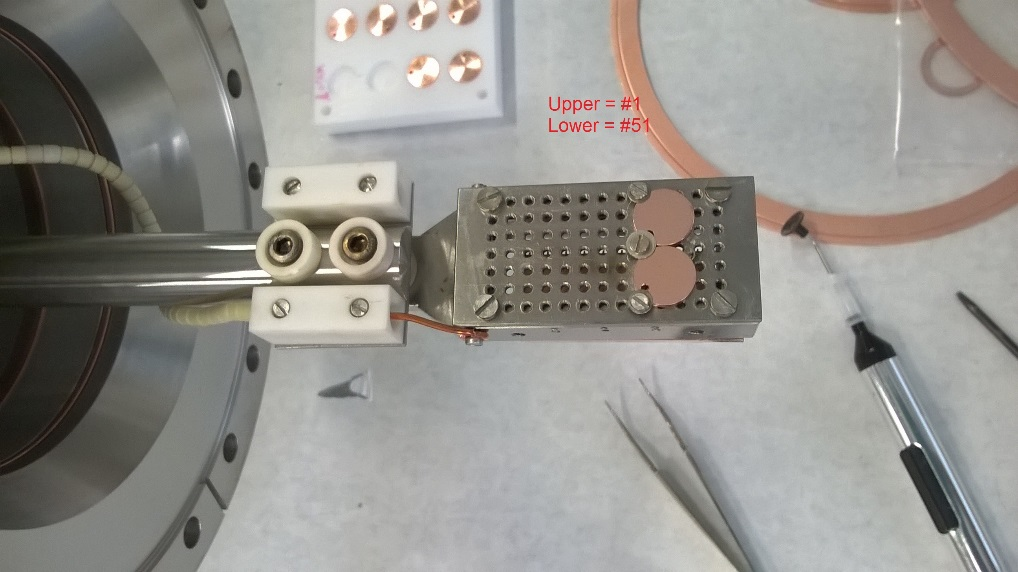 Upper = #1
Lower = #51